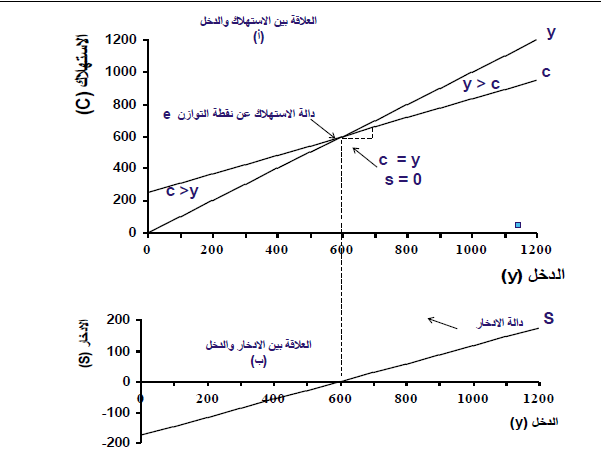 العلاقة بين الاستهلاك والدخل
(أ)
الاستهلاك (C)
1200
1000
800
600
400
200
0
y
c
y > c
دالة الاستهلاك عن نقطة التوازن e
c = y
s = 0
c >y
0 200 400 600 800 1000 1200
الدخل (y)
الادخار (S)
200
100
0
-100
-200
العلاقة بين الادخار والدخل
(ب)
دالة الادخار
S
0 200 400 600 800 1000 1200
الدخل (y)